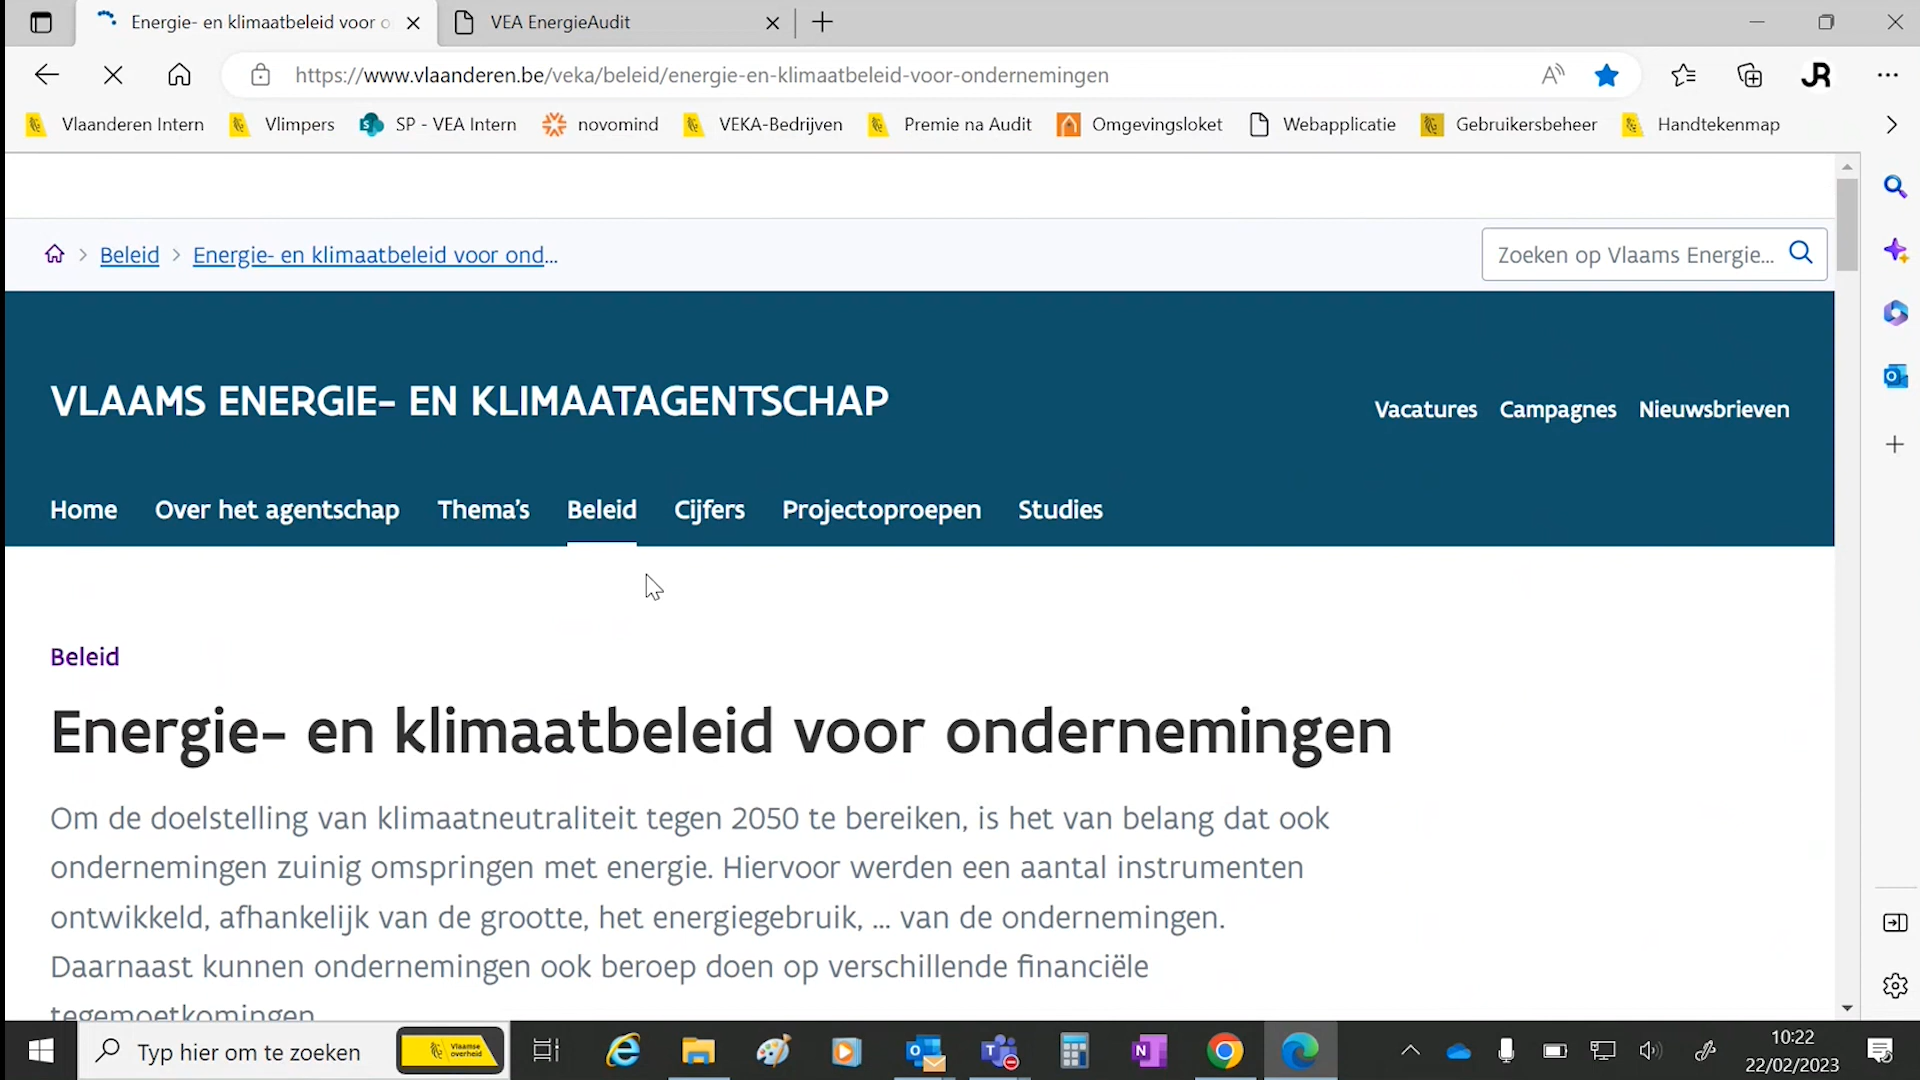 Energie- en klimaatbeleid voor o
VEA EnergieAudit
https://www.vlaanderen.be/veka/beleid/energie-en-klimaatbeleid-voor-ondernemingen
JR
Vlaanderen Intern
Vlimpers
SP - VEA Intern
novomind
VEKA-Bedrijven
Premie na Audit
Omgevingsloket
Webapplicatie
Gebruikersbeheer
Handtekenmap
Beleid
Energie- en klimaatbeleid voor ond...
Zoeken op Vlaams Energie...
VLAAMS ENERGIE- EN KLIMAATAGENTSCHAP
Vacatures
Campagnes
Nieuwsbrieven
Home
Over het agentschap
Thema's
Beleid
Cijfers
Projectoproepen
Studies
Beleid
Energie- en klimaatbeleid voor ondernemingen
Om de doelstelling van klimaatneutraliteit tegen 2050 te bereiken, is het van belang dat ook
ondernemingen zuinig omspringen met energie. Hiervoor werden een aantal instrumenten
ontwikkeld, afhankelijk van de grootte, het energiegebruik, ... van de ondernemingen.
Daarnaast kunnen ondernemingen ook beroep doen op verschillende financiële
tegemoetkomingen.
Typ hier om te zoeken
Vlaamse
overheid
10:22
22/02/2023